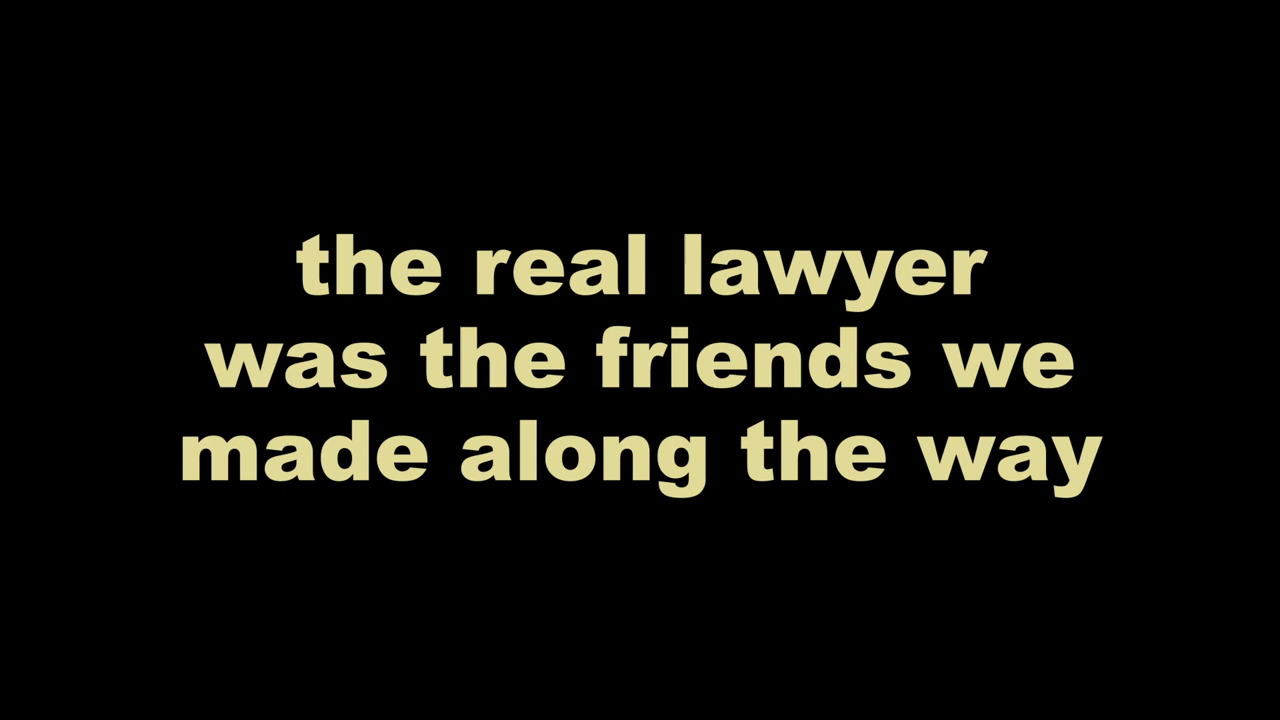 the real lawyer
was the friends we
made along the way